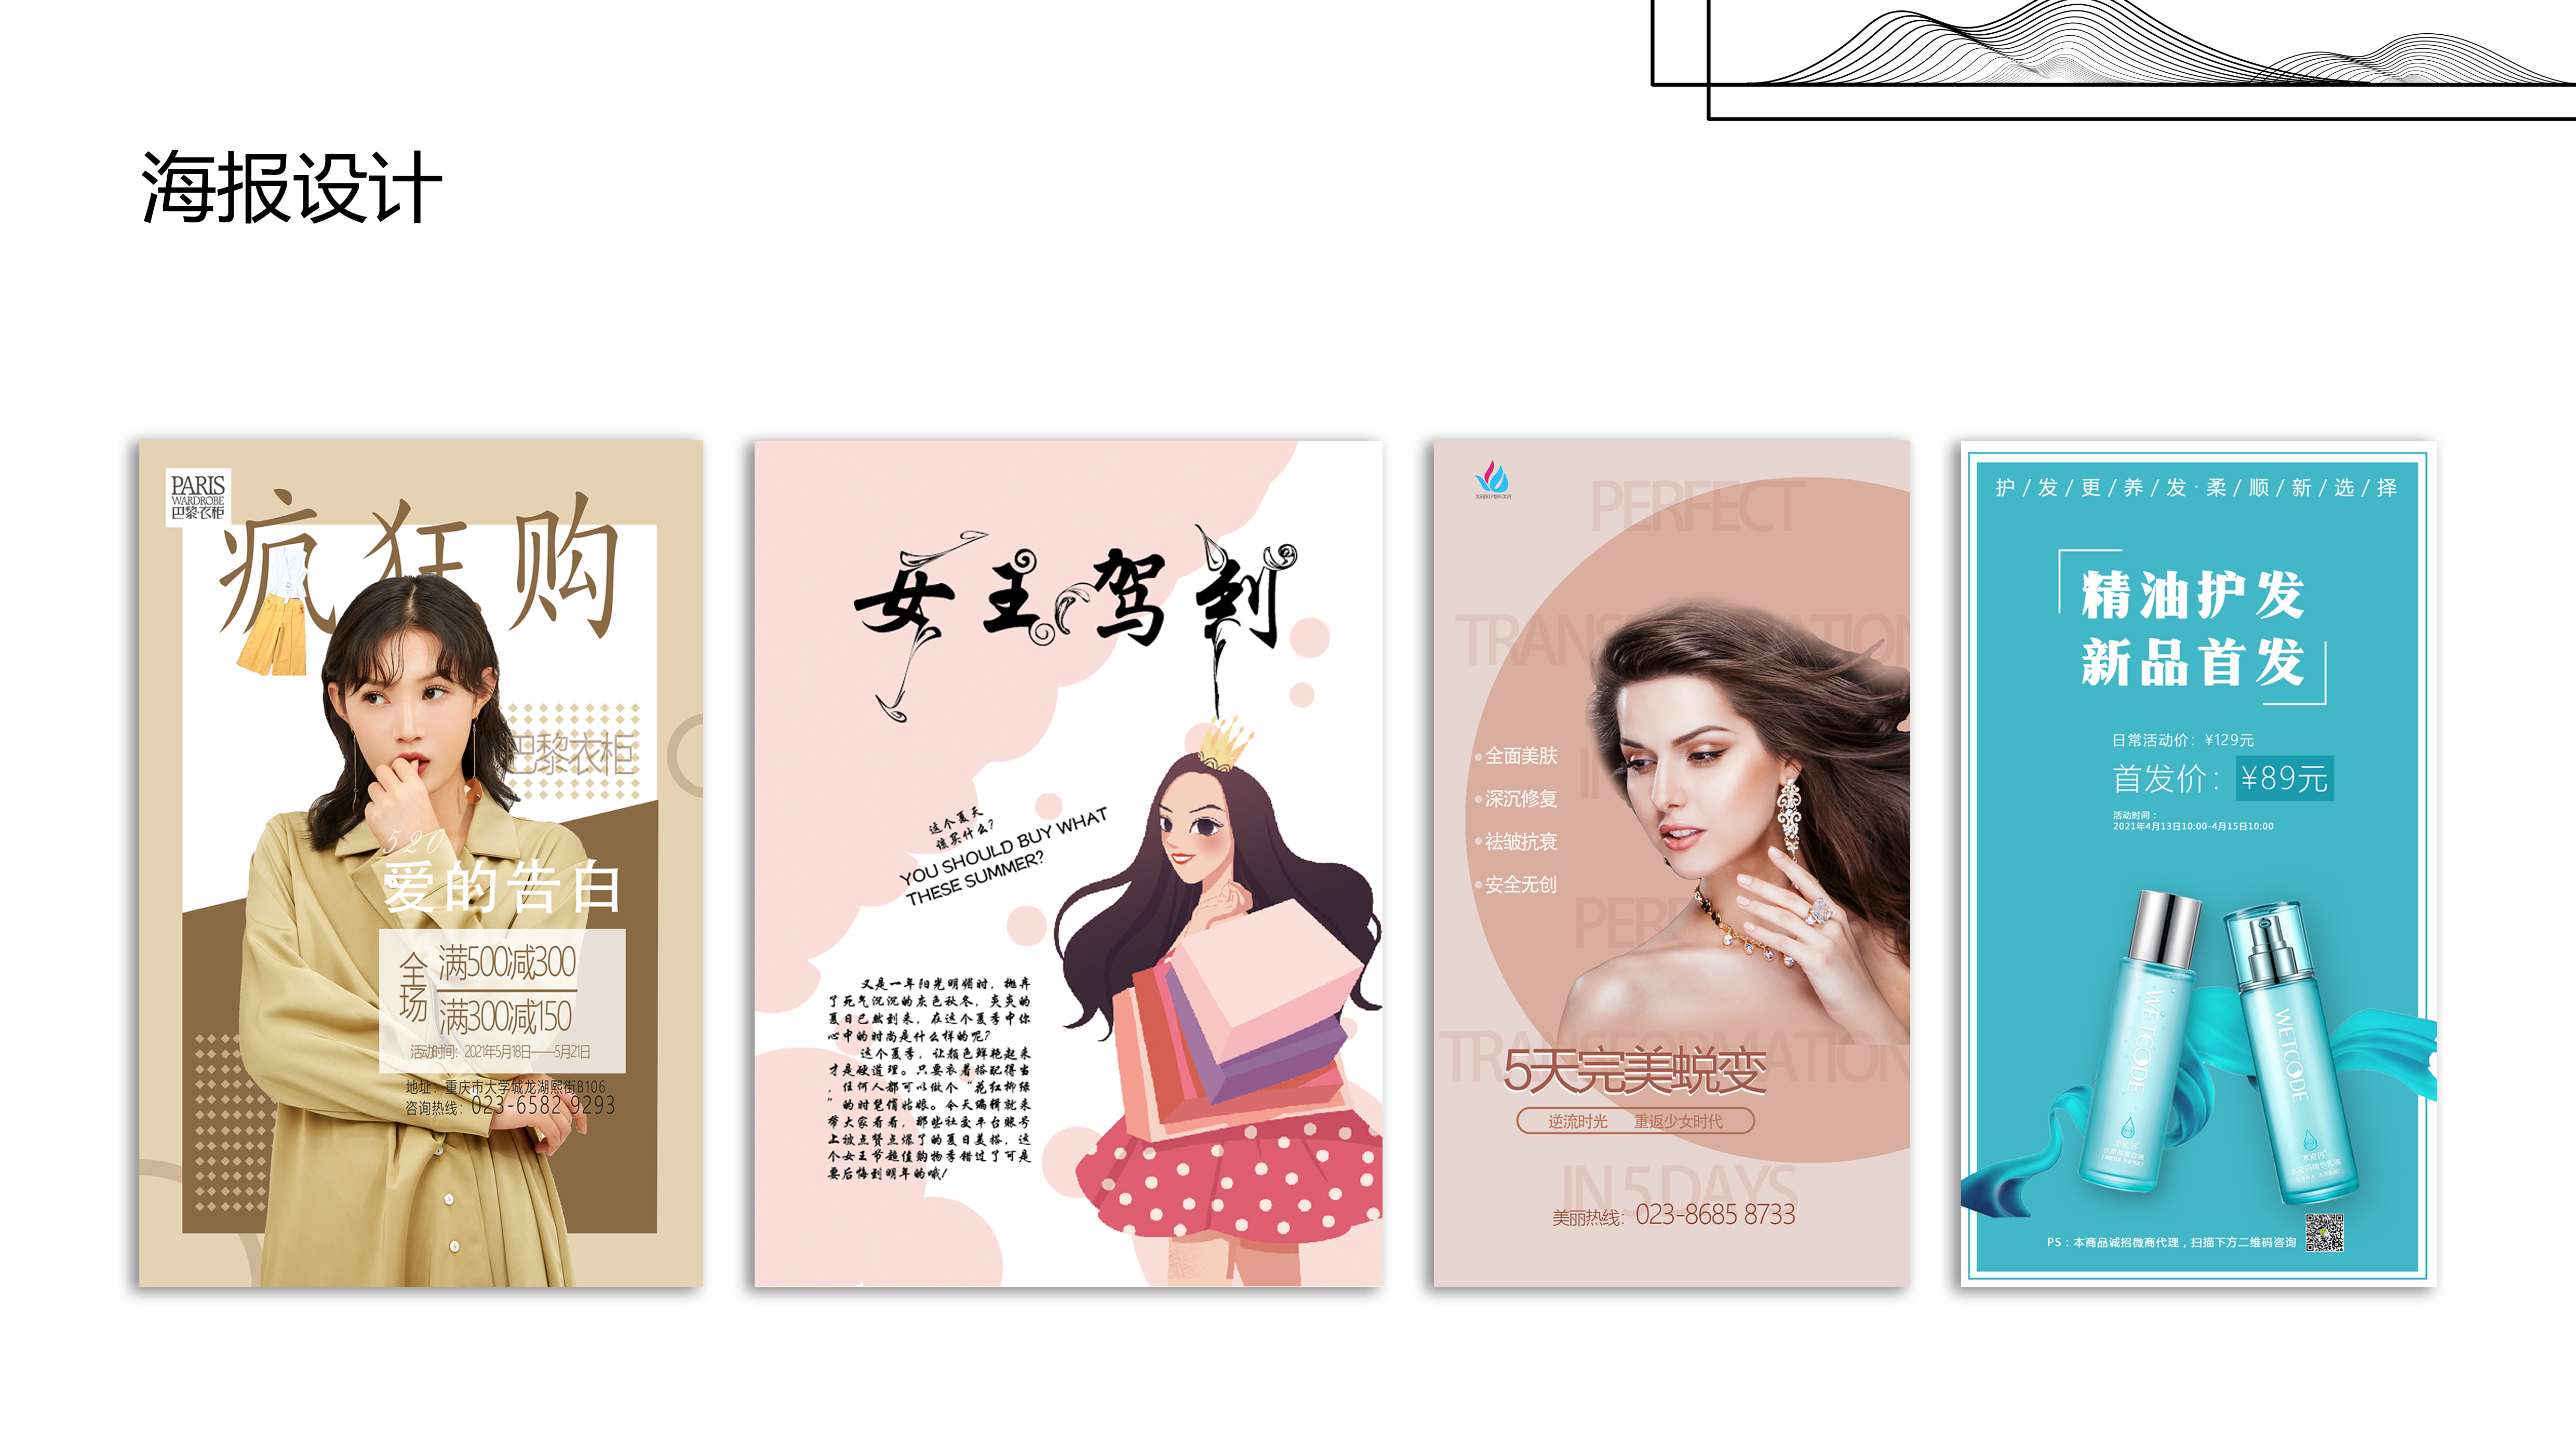 海报设计
PARIS
WARDROBE
巴黎衣柜
疯狂购
巴黎衣柜
520
爱的告白
全场
满500减300
满300减150
活动时间：2021年5月18日——5月21日
地址：重庆市大学城龙湖熙街B106
咨询热线：023-6582 9293
女王驾到
这个夏天
该买什么?
YOU SHOULD BUY WHAT
THESE SUMMER?
又是一年阳光明媚时，抛弃
了死气沉沉的灰色秋冬，炎炎的
夏日已然到来，在这个夏季中你
心中的时尚是什么样的呢?
这个夏季，让颜色鲜艳起来
才是硬道理。只要衣着搭配得当
，任何人都可以做个“花红柳绿
”的时髦俏姑娘。今天编辑就来
带大家看看，那些社交平台账号
上被点赞点爆了的夏日美搭，这
个女王节超值购物季错过了可是
要后悔到明年的哦!
PERFECT
全面美肤
深沉修复
祛皱抗衰
安全无创
5天完美蜕变
逆流时光 重返少女时代
IN 5 DAYS
美丽热线：023-8685 8733
护/发/更/养/发·柔/顺/新/选/择
精油护发
新品首发
日常活动价：¥129元
首发价：¥89元
活动时间：
2021年4月13日10:00-4月15日10:00
WETCODE
WETCODE
PS：本商品诚招微商代理，扫描下方二维码咨询